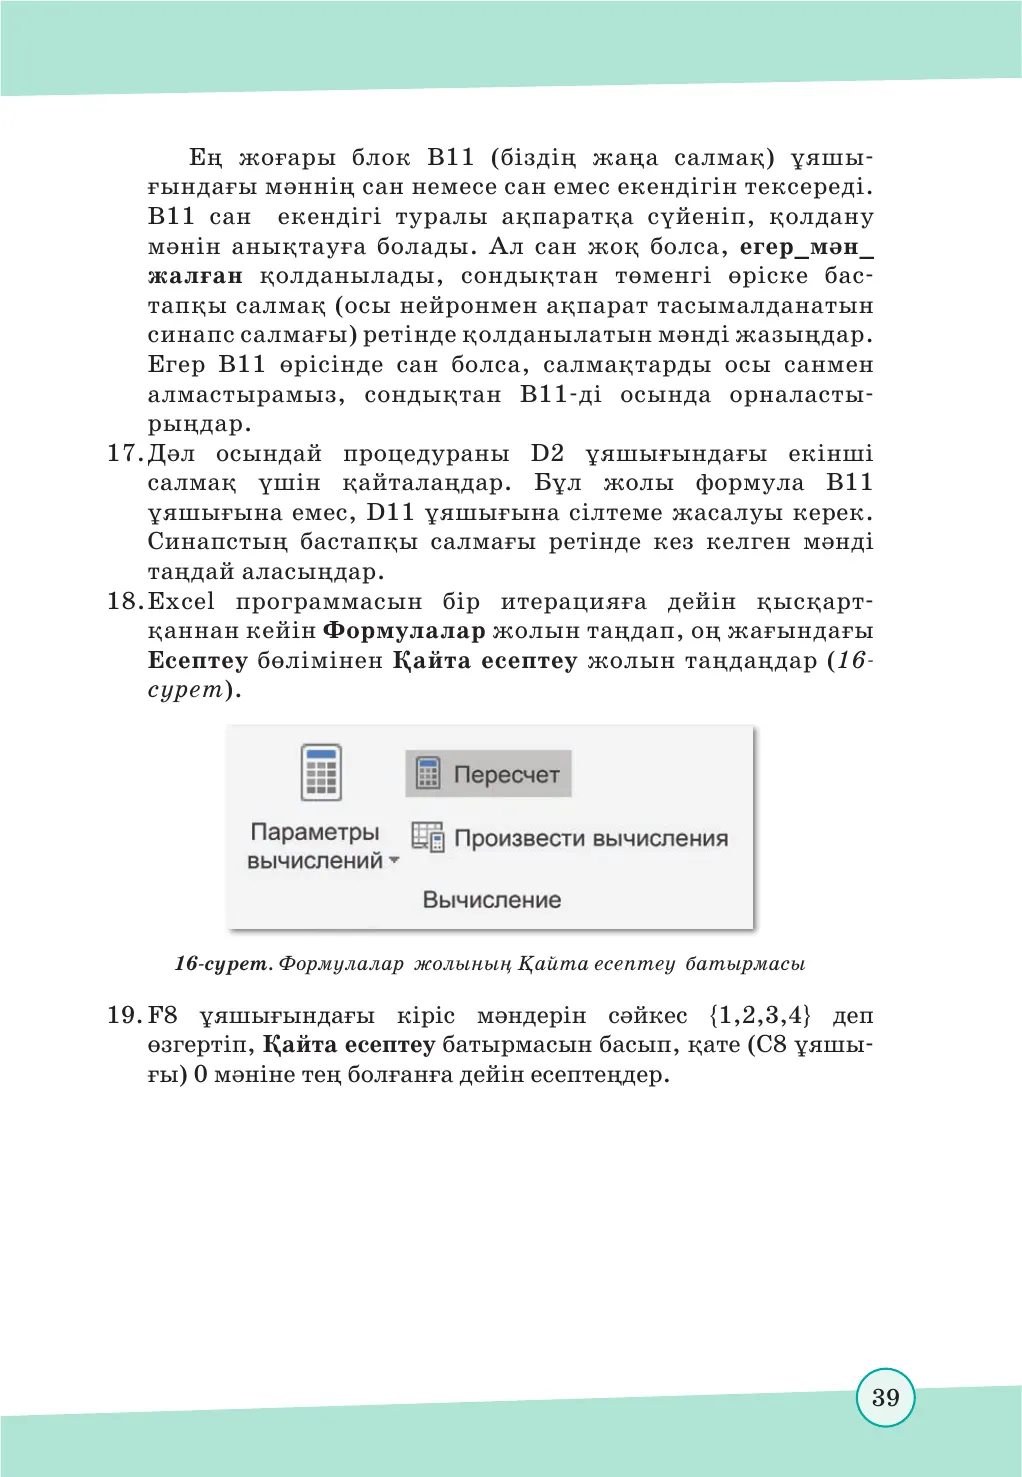 Ең жоғары блок B11 (біздің жаңа салмақ) ұяшы-
ғындағы мәннің сан немесе сан емес екендігін тексереді.
B11 сан екендігі туралы ақпаратқа сүйеніп, қолдану
мәнін анықтауға болады. Ал сан жоқ болса, егер_мән_
жалған қолданылады, сондықтан төменгі өріске бас-
тапқы салмақ (осы нейронмен ақпарат тасымалданатын
синапс салмағы) ретінде қолданылатын мәнді жазыңдар.
Егер B11 өрісінде сан болса, салмақтарды осы санмен
алмастырамыз, сондықтан B11-ді осында орналасты-
рыңдар.
17. Дәл осындай процедураны D2 ұяшығындағы екінші
салмақ үшін қайталаңдар. Бұл жолы формула B11
ұяшығына емес, D11 ұяшығына сілтеме жасалуы керек.
Синапстың бастапқы салмағы ретінде кез келген мәнді
таңдай аласыңдар.
18. Excel программасын бір итерацияға дейін қысқарт-
қаннан кейін Формулалар жолын таңдап, оң жағындағы
Есептеу бөлімінен Қайта есептеу жолын таңдаңдар (16-
сурет).
Пересчет
Параметры
вычислений
Произвести вычисления
Вычисление
16-сурет. Формулалар жолының Қайта есептеу батырмасы
19. F8 ұяшығындағы кіріс мәндерін сәйкес {1,2,3,4} деп
өзгертіп, Қайта есептеу батырмасын басып, қате (C8 ұяшы-
ғы) 0 мәніне тең болғанға дейін есептеңдер.
39